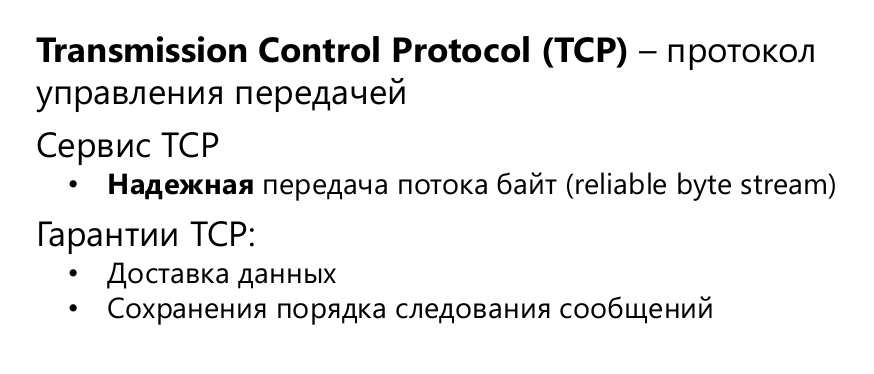 Transmission Control Protocol (TCP) – протокол
управления передачей
Сервис TCP
• Надежная передача потока байт (reliable byte stream)
Гарантии TCP:
• Доставка данных
• Сохранения порядка следования сообщений